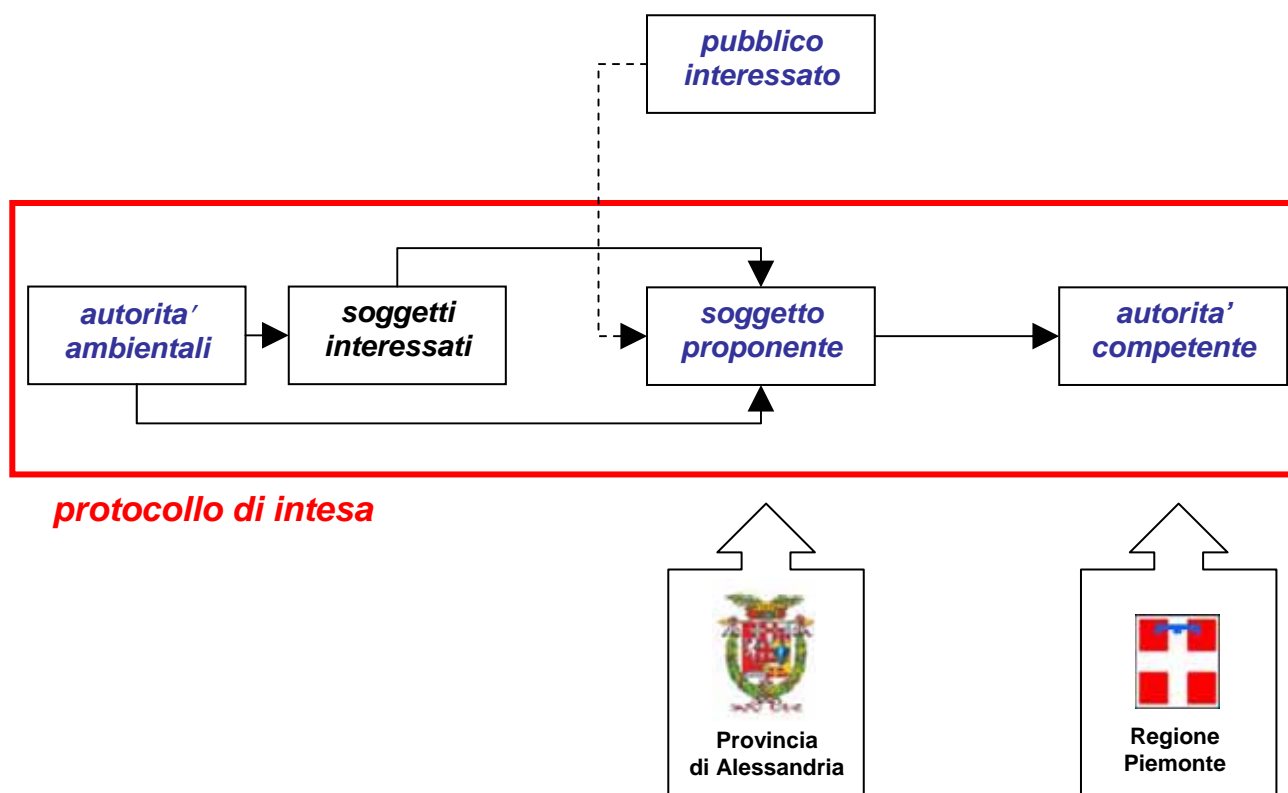 pubblico
interessato
autorita'
ambientali
soggetti
interessati
soggetto
proponente
autorita’
competente
protocollo di intesa
Provincia
di Alessandria
Regione
Piemonte